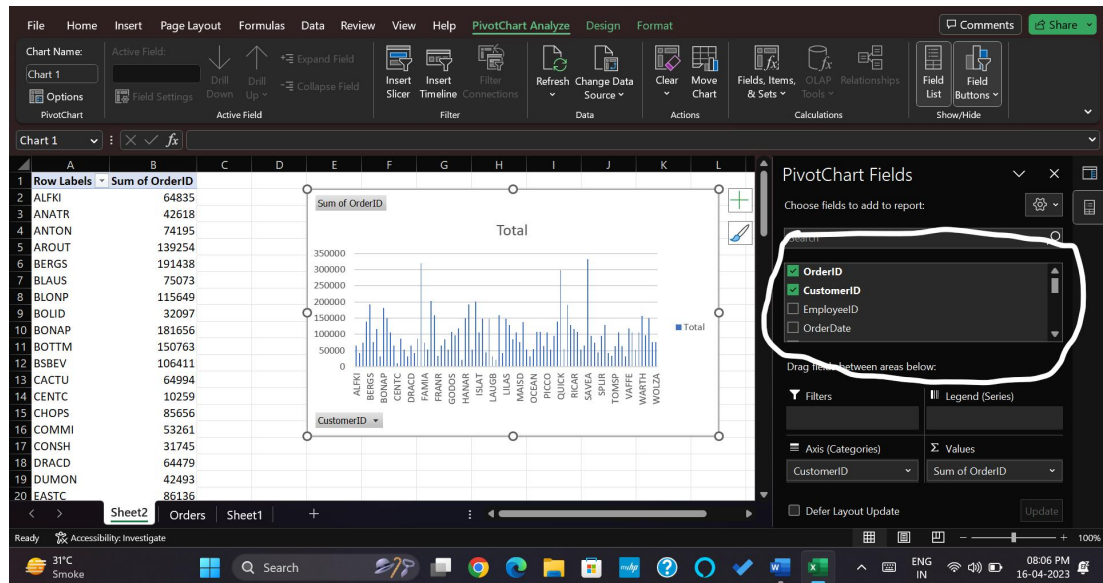 File Home Insert Page Layout Formulas Data Review View Help PivotChart Analyze Design Format Comments Share
Chart Name:
Chart 1
Options
PivotChart
Active Field:
Field Settings
Drill Down
Drill Up
Expand Field
Collapse Field
Active Field
Insert Slicer
Insert Timeline
Filter Connections
Filter
Refresh
Change Data Source
Data
Clear
Move Chart
Actions
Fields, Items, & Sets
OLAP Tools
Relationships
Calculations
Field List
Field Buttons
Show/Hide
Chart 1 fx
A B C D E F G H I J K L
1 Row Labels Sum of OrderID
2 ALFKI 64835
3 ANATR 42618
4 ANTON 74195
5 AROUT 139254
6 BERGS 191438
7 BLAUS 75073
8 BLONP 115649
9 BOLID 32097
10 BONAP 181656
11 BOTTM 150763
12 BSBEV 106411
13 CACTU 64994
14 CENTC 10259
15 CHOPS 85656
16 COMMI 53261
17 CONSH 31745
18 DRACD 64479
19 DUMON 42493
20 EASTC 86136
Sum of OrderID
Total
350000
300000
250000
200000
150000
100000
50000
0
ALFKI BERGS BONAP CENTC DRACD FAMIA FRANR GODOS HANAR ISLAT LAUGB LILAS MAISD OCEAN PICCO QUICK RICAR SAVEA SPLIR TOMSP VAFFE WARTH WOLZA
Total
CustomerID
PivotChart Fields
Choose fields to add to report:
Search
OrderID
CustomerID
EmployeeID
OrderDate
Drag fields between areas below:
Filters
Legend (Series)
Axis (Categories)
Σ Values
CustomerID
Sum of OrderID
Defer Layout Update
Update
Sheet2 Orders Sheet1
Ready Accessibility: Investigate 100%
31°C
Smoke
Search
ENG
IN
08:06 PM
16-04-2023